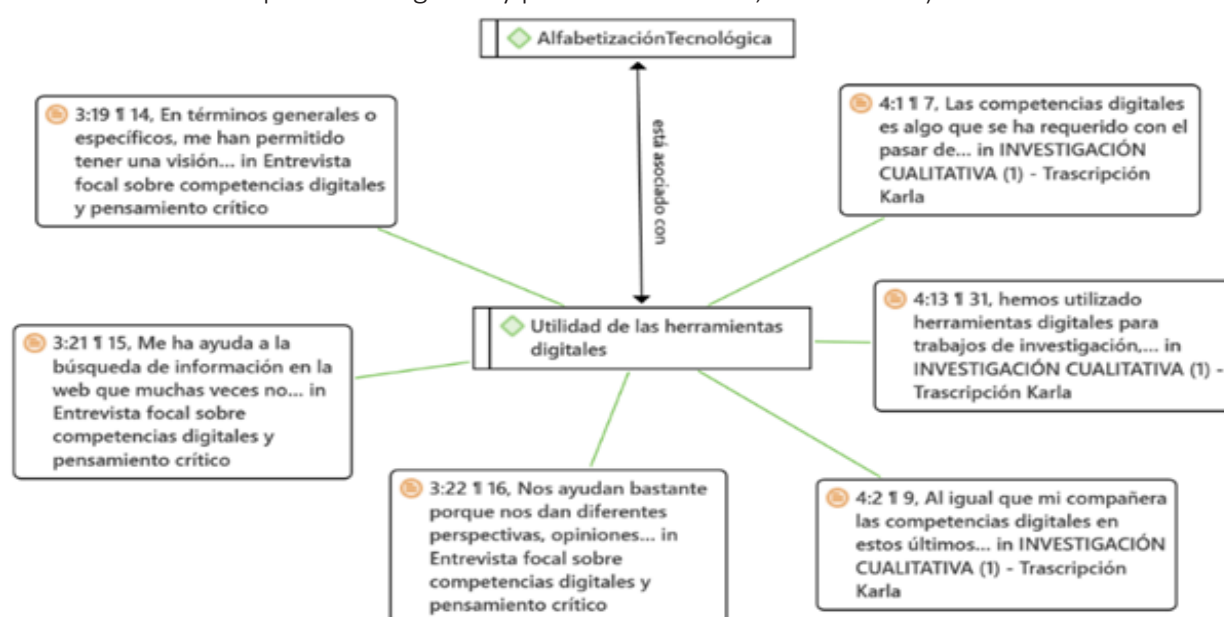 AlfabetizaciónTecnológica
3:19 ¶ 14, En términos generales o
específicos, me han permitido
tener una visión... in Entrevista
focal sobre competencias digitales
y pensamiento crítico
4:1 ¶ 7, Las competencias digitales
es algo que se ha requerido con el
pasar de... in INVESTIGACIÓN
CUALITATIVA (1) - Trascripción
Karla
está asociado con
Utilidad de las herramientas
digitales
4:13 ¶ 31, hemos utilizado
herramientas digitales para
trabajos de investigación,... in
INVESTIGACIÓN CUALITATIVA (1) -
Trascripción Karla
3:21 ¶ 15, Me ha ayuda a la
búsqueda de información en la
web que muchas veces no... in
Entrevista focal sobre
competencias digitales y
pensamiento crítico
3:22 ¶ 16, Nos ayudan bastante
porque nos dan diferentes
perspectivas, opiniones... in
Entrevista focal sobre
competencias digitales y
pensamiento crítico
4:2 ¶ 9, Al igual que mi compañera
las competencias digitales en
estos últimos... in INVESTIGACIÓN
CUALITATIVA (1) - Trascripción
Karla